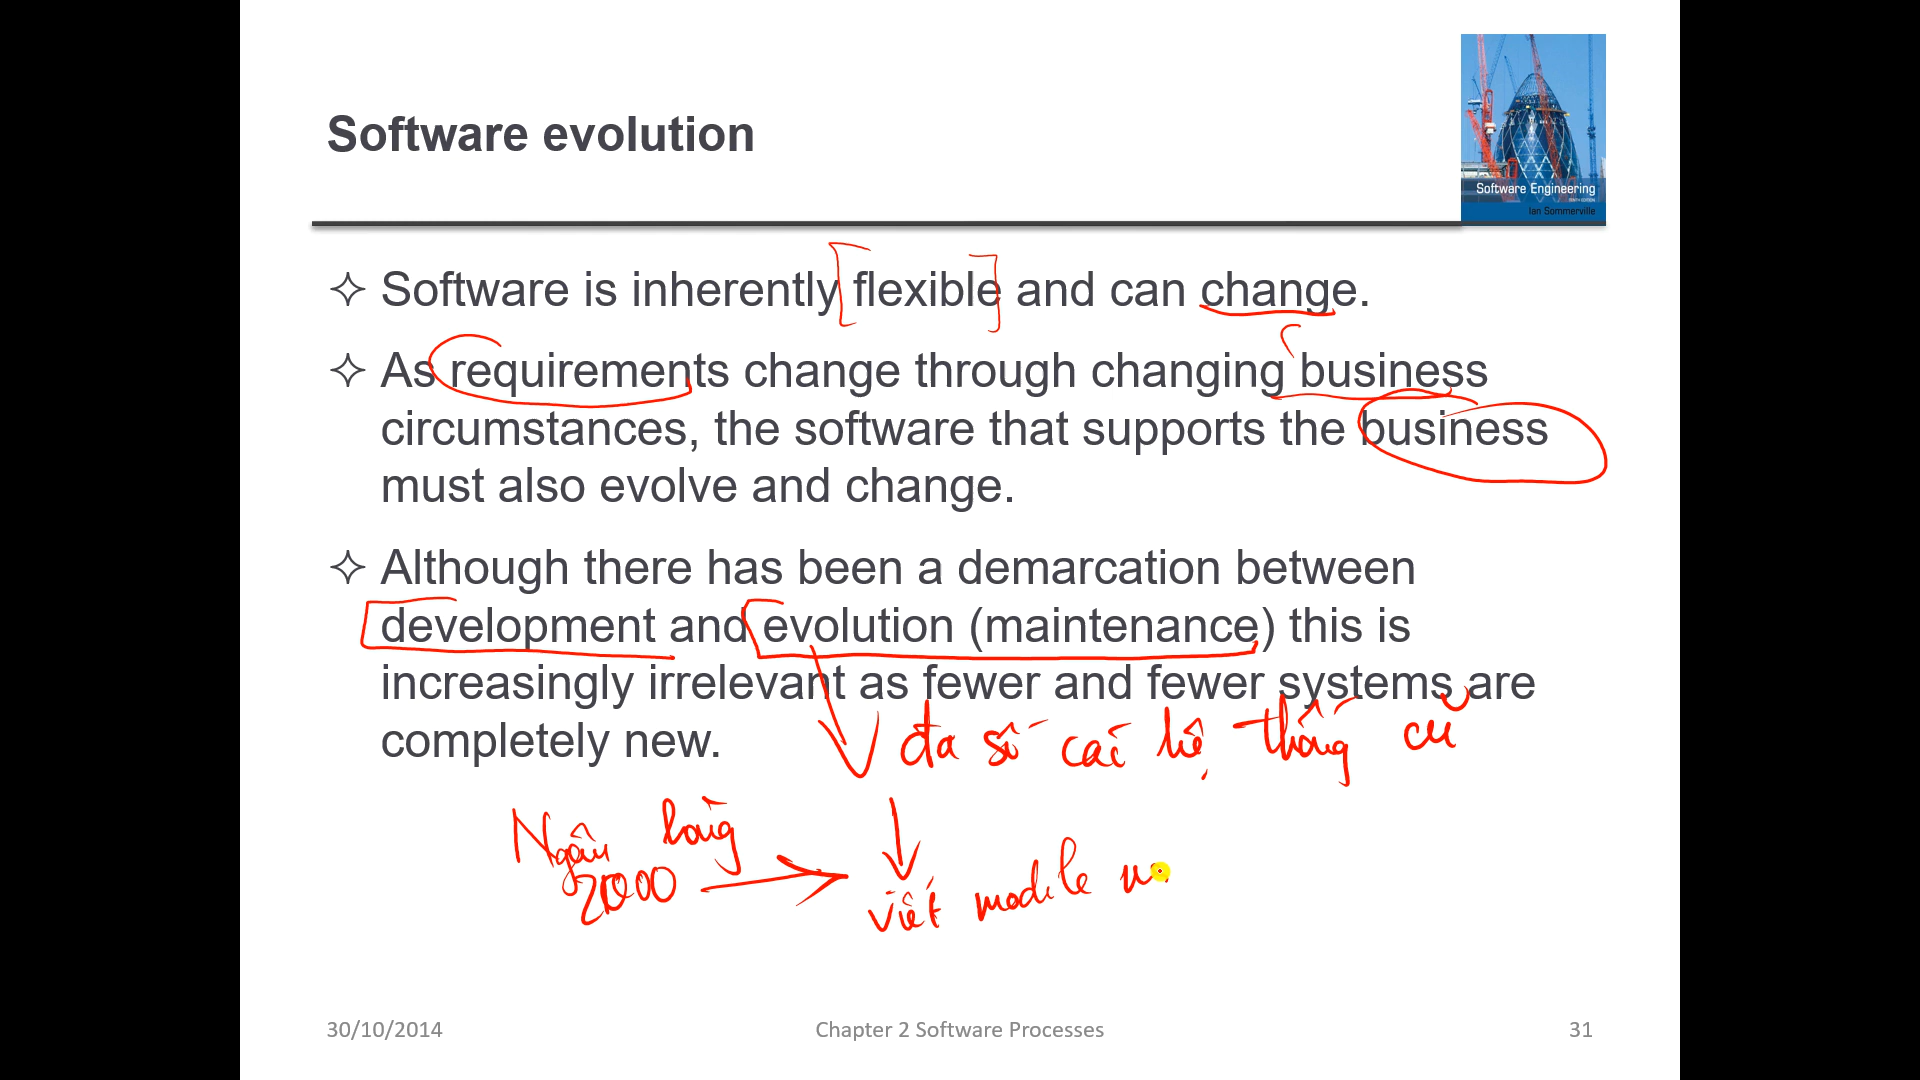 Software evolution
Software Engineering
Ian Sommerville
✧ Software is inherently flexible and can change.
✧ As requirements change through changing business
circumstances, the software that supports the business
must also evolve and change.
✧ Although there has been a demarcation between
development and evolution (maintenance) this is
increasingly irrelevant as fewer and fewer systems are
completely new.
đa số cái hệ thống cũ
Ngân hàng
2000
viết module
30/10/2014
Chapter 2 Software Processes
31